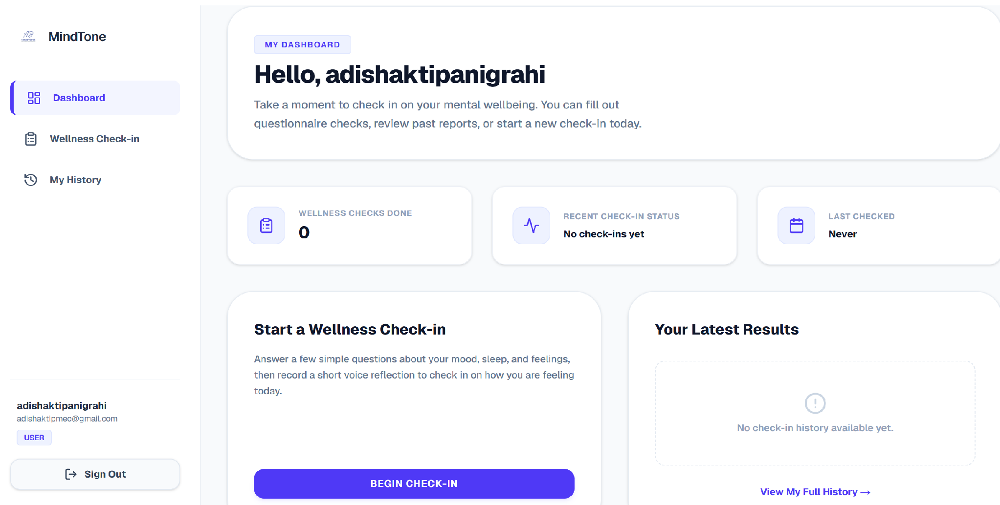 MindTone
Dashboard
Wellness Check-in
My History
adishaktipanigrahi
adishaktipmec@gmail.com
USER
Sign Out
MY DASHBOARD
Hello, adishaktipanigrahi
Take a moment to check in on your mental wellbeing. You can fill out
questionnaire checks, review past reports, or start a new check-in today.
WELLNESS CHECKS DONE
0
RECENT CHECK-IN STATUS
No check-ins yet
LAST CHECKED
Never
Start a Wellness Check-in
Answer a few simple questions about your mood, sleep, and feelings,
then record a short voice reflection to check in on how you are feeling
today.
BEGIN CHECK-IN
Your Latest Results
No check-in history available yet.
View My Full History →